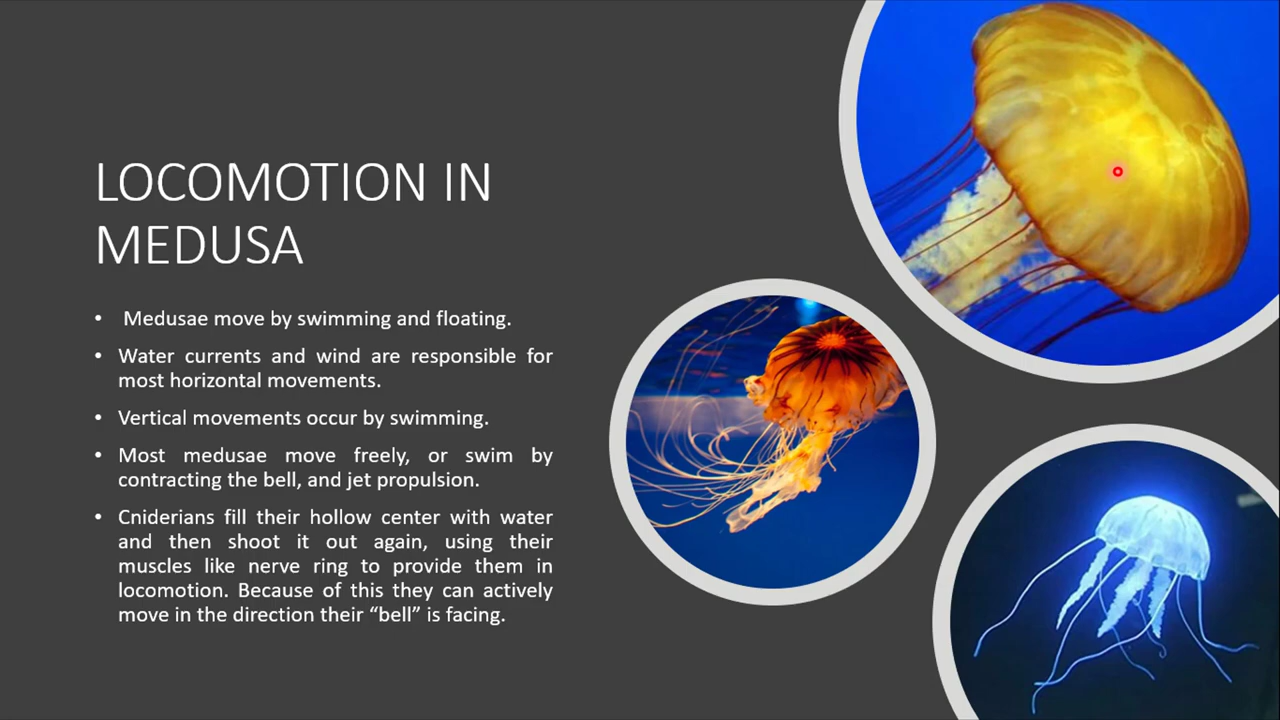 LOCOMOTION IN
MEDUSA
• Medusae move by swimming and floating.
• Water currents and wind are responsible for
most horizontal movements.
• Vertical movements occur by swimming.
• Most medusae move freely, or swim by
contracting the bell, and jet propulsion.
• Cniderians fill their hollow center with water
and then shoot it out again, using their
muscles like nerve ring to provide them in
locomotion. Because of this they can actively
move in the direction their “bell” is facing.